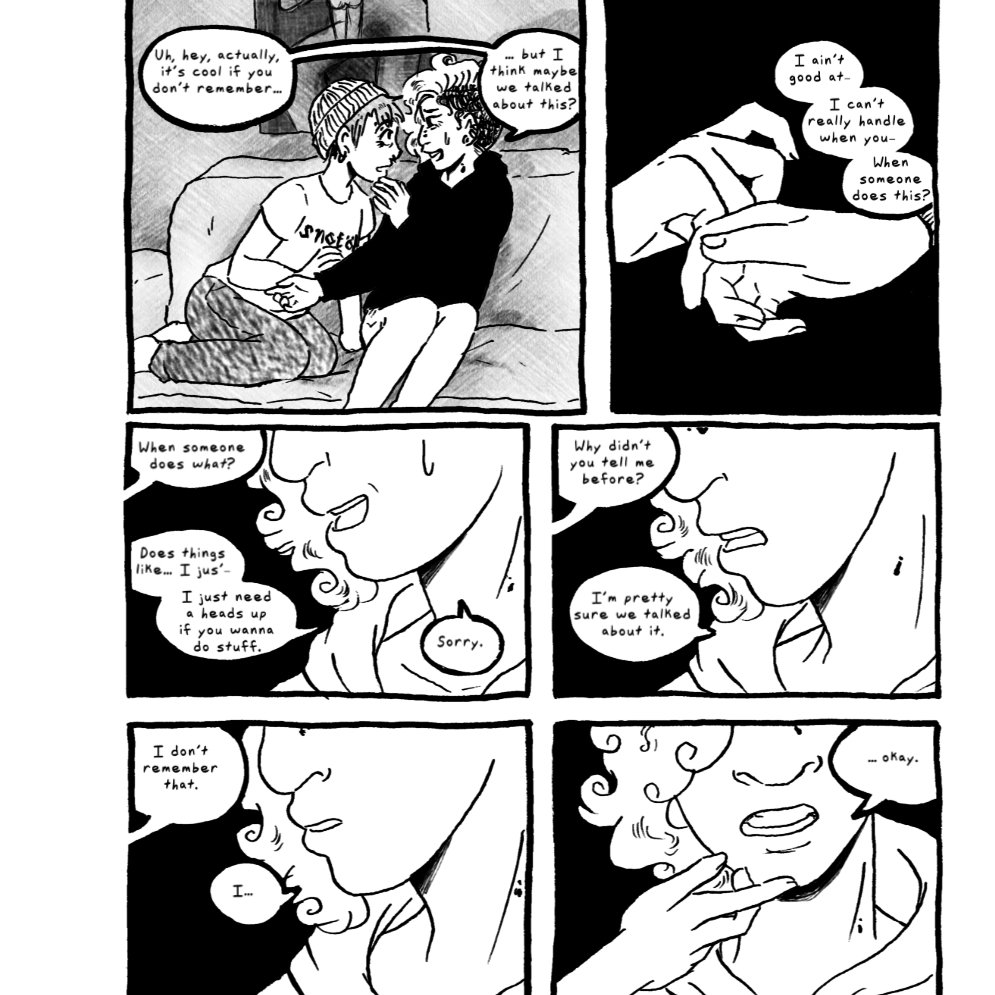 Uh, hey, actually,
it's cool if you
don't remember...
... but I
think maybe
we talked
about this?
I ain't
good at–
I can't
really handle
when you–
When
someone
does this?
When someone
does what?
Does things
like... I jus'–
I just need
a heads up
if you wanna
do stuff.
Sorry.
Why didn't
you tell me
before?
I'm pretty
sure we talked
about it.
I don't
remember
that.
I...
... okay.